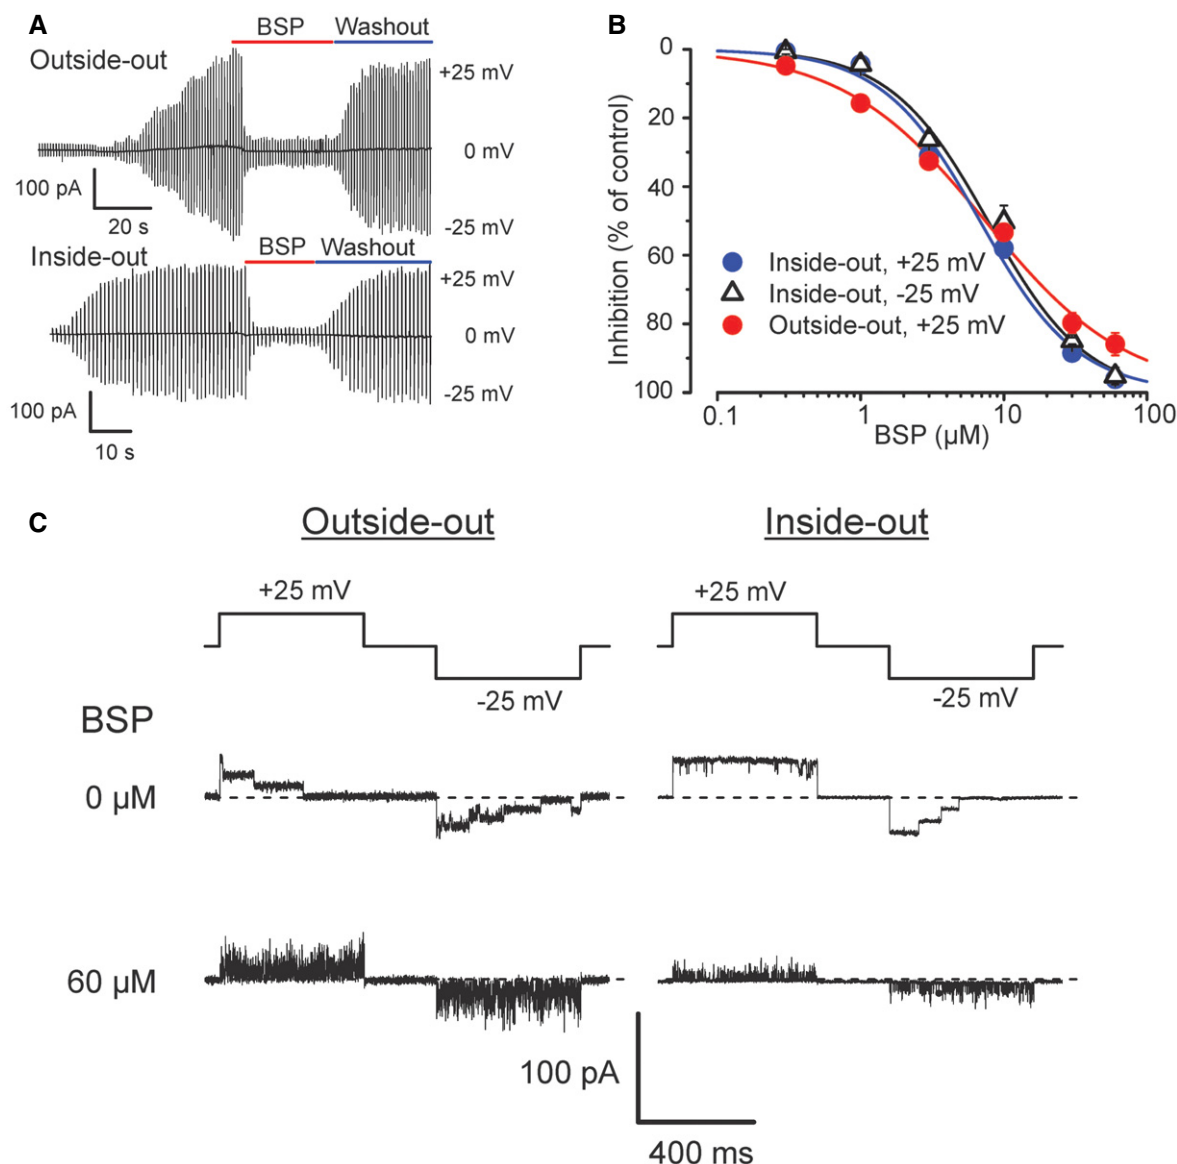 A
BSP Washout
Outside-out
+25 mV
0 mV
-25 mV
100 pA
20 s
BSP Washout
Inside-out
+25 mV
0 mV
-25 mV
100 pA
10 s
B
0
20
40
60
80
100
Inhibition (% of control)
Inside-out, +25 mV
Inside-out, -25 mV
Outside-out, +25 mV
0.1 1 10 100
BSP (µM)
C
Outside-out Inside-out
+25 mV +25 mV
-25 mV -25 mV
BSP
0 µM
60 µM
100 pA
400 ms